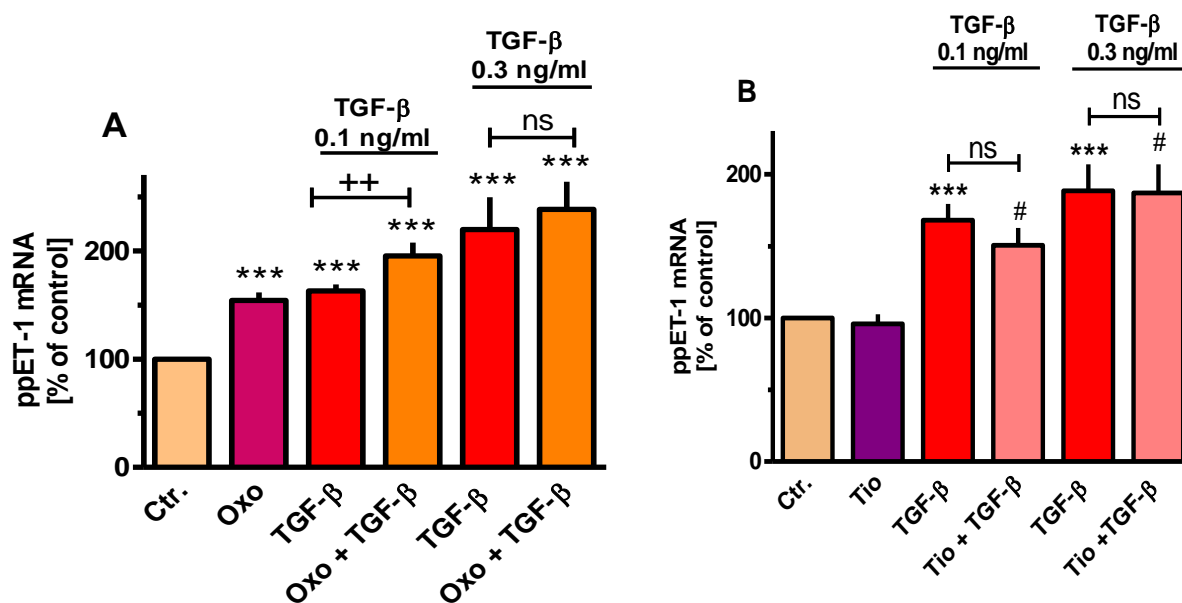 A
TGF-β
0.3 ng/ml
TGF-β
0.1 ng/ml
ns
++
***
***
***
***
***
ppET-1 mRNA
[% of control]
200
100
0
Ctr.
Oxo
TGF-β
Oxo + TGF-β
TGF-β
Oxo + TGF-β
B
TGF-β
0.1 ng/ml
TGF-β
0.3 ng/ml
ns
ns
***
#
***
#
ppET-1 mRNA
[% of control]
200
100
0
Ctr.
Tio
TGF-β
Tio + TGF-β
TGF-β
Tio +TGF-β